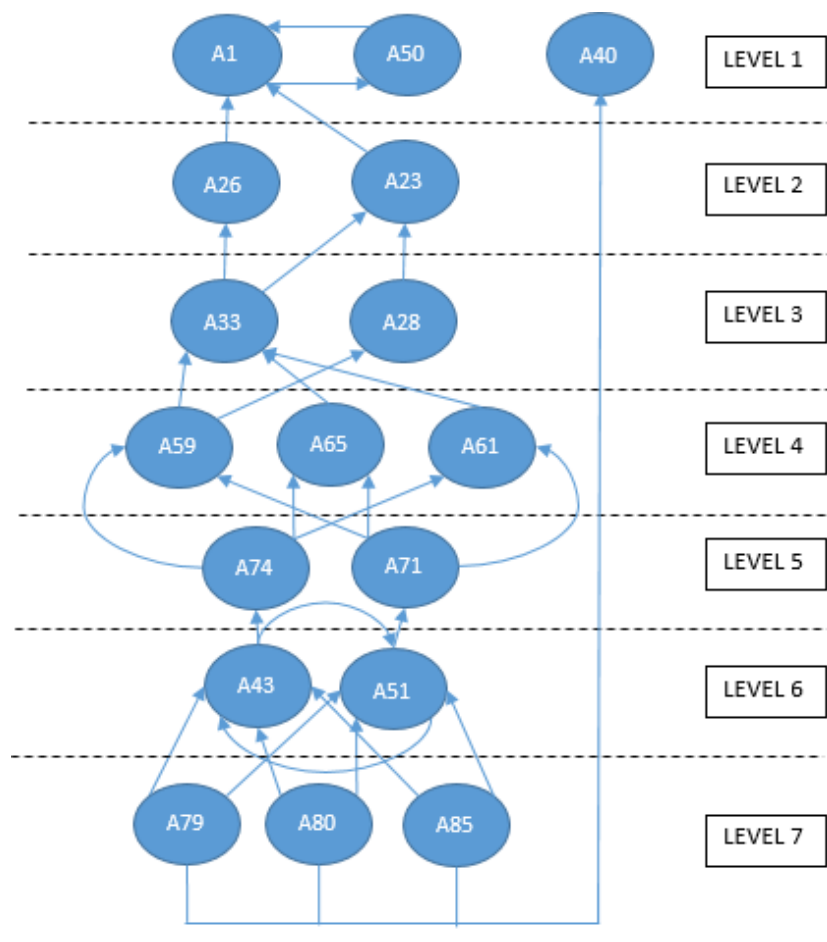 A1 A50 A40 LEVEL 1
A26 A23 LEVEL 2
A33 A28 LEVEL 3
A59 A65 A61 LEVEL 4
A74 A71 LEVEL 5
A43 A51 LEVEL 6
A79 A80 A85 LEVEL 7